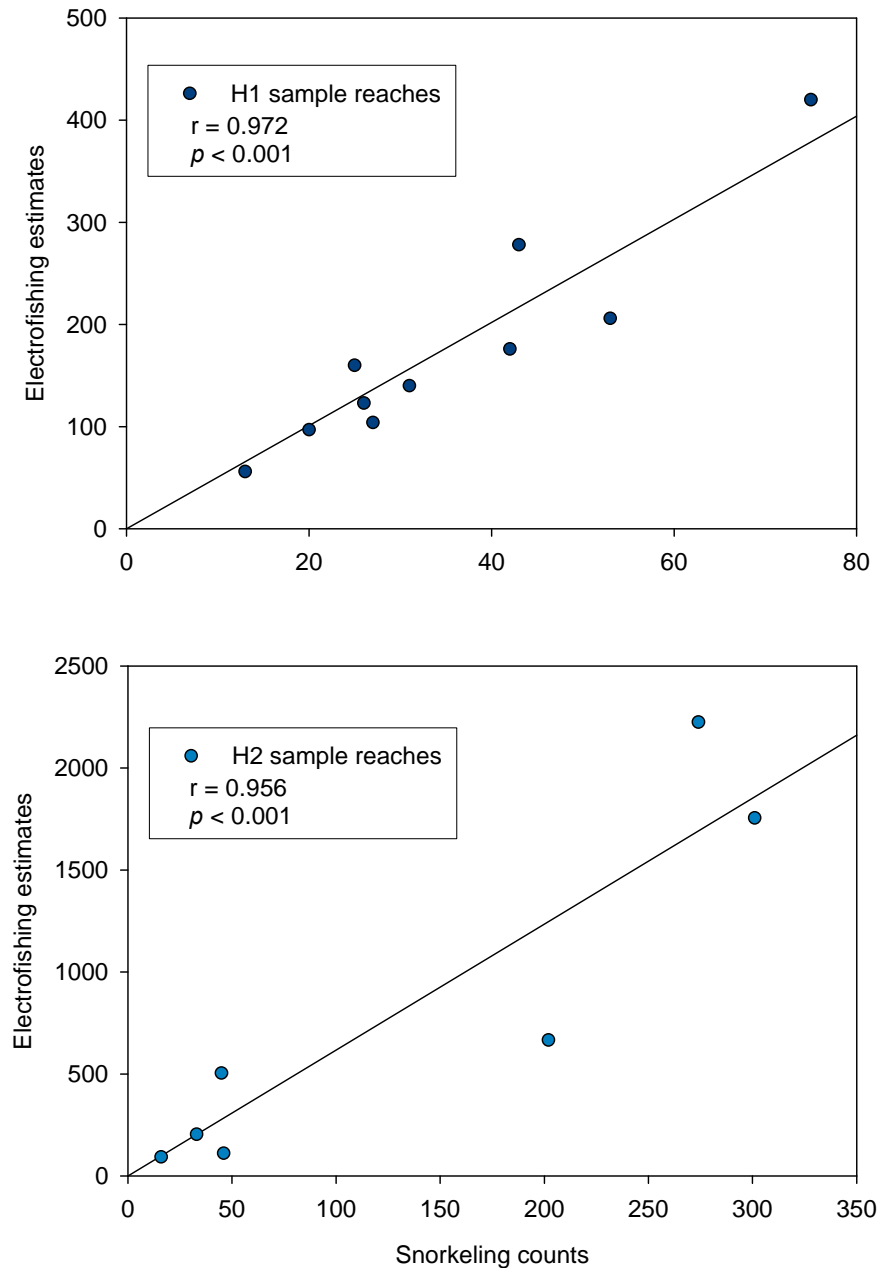 500
400
300
200
100
0
Electrofishing estimates
H1 sample reaches
r = 0.972
p < 0.001
0 20 40 60 80
2500
2000
1500
1000
500
0
Electrofishing estimates
H2 sample reaches
r = 0.956
p < 0.001
0 50 100 150 200 250 300 350
Snorkeling counts